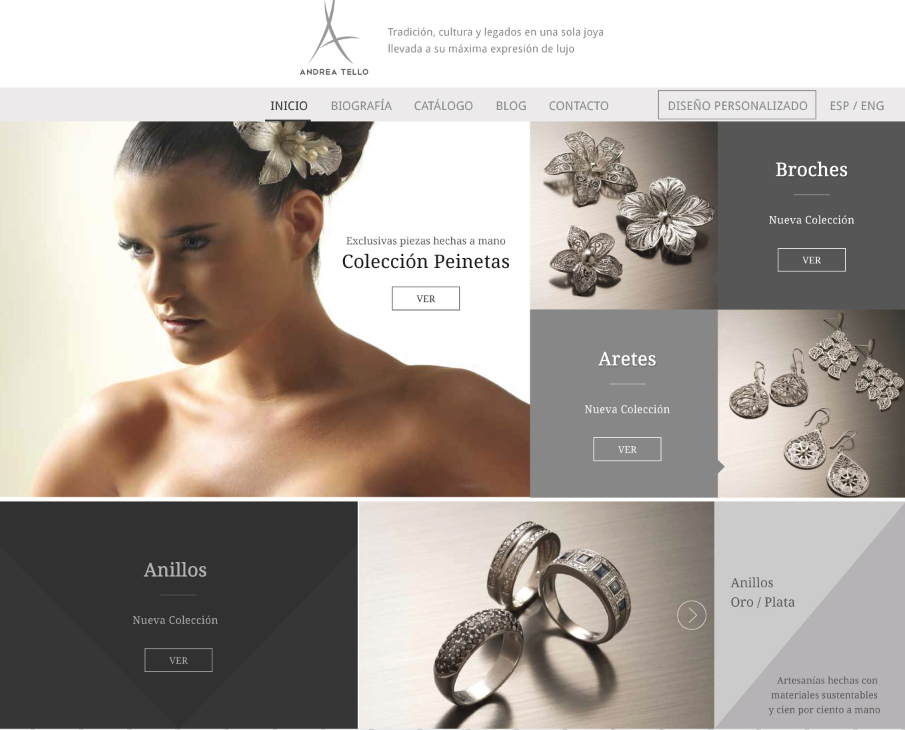 ANDREA TELLO
Tradición, cultura y legados en una sola joya
llevada a su máxima expresión de lujo
INICIO BIOGRAFÍA CATÁLOGO BLOG CONTACTO DISEÑO PERSONALIZADO ESP / ENG
Exclusivas piezas hechas a mano
Colección Peinetas
VER
Broches
Nueva Colección
VER
Aretes
Nueva Colección
VER
Anillos
Nueva Colección
VER
Anillos
Oro / Plata
Artesanías hechas con
materiales sustentables
y cien por ciento a mano